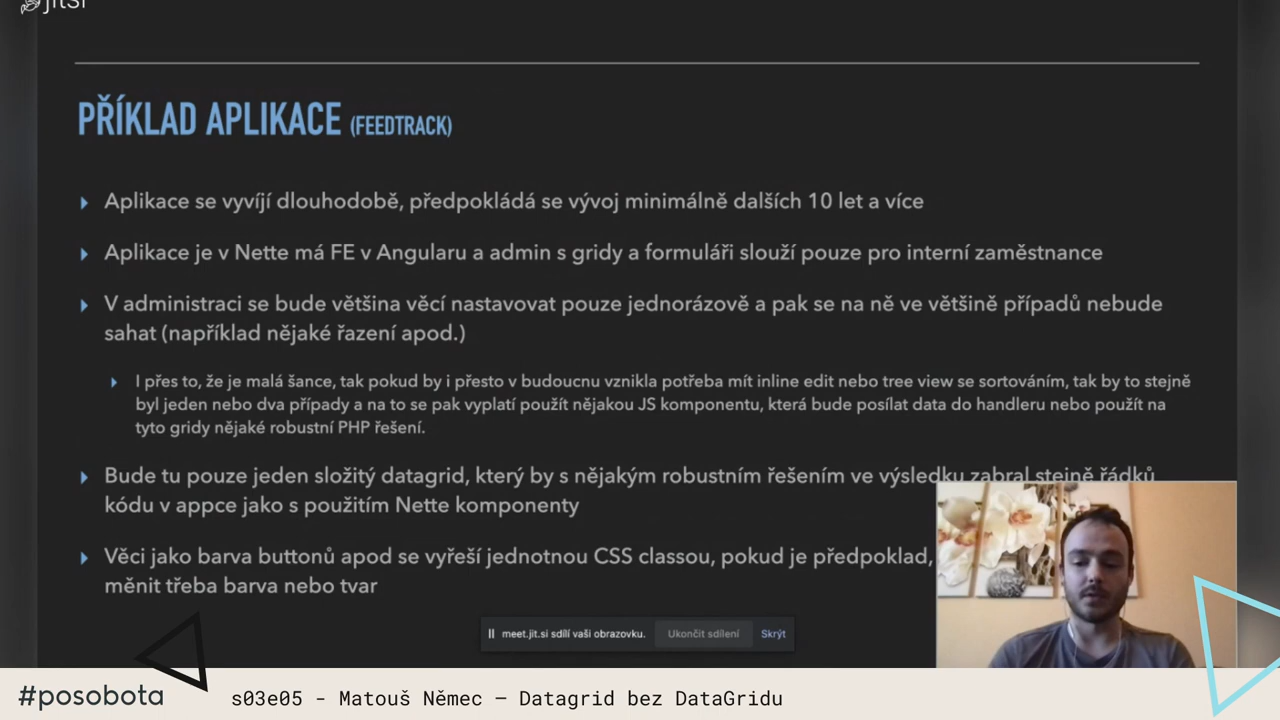 jitsi
PŘÍKLAD APLIKACE (FEEDTRACK)
Aplikace se vyvíjí dlouhodobě, předpokládá se vývoj minimálně dalších 10 let a více
Aplikace je v Nette má FE v Angularu a admin s gridy a formuláři slouží pouze pro interní zaměstnance
V administraci se bude většina věcí nastavovat pouze jednorázově a pak se na ně ve většině případů nebude
sahat (například nějaké řazení apod.)
I přes to, že je malá šance, tak pokud by i přesto v budoucnu vznikla potřeba mít inline edit nebo tree view se sortováním, tak by to stejně
byl jeden nebo dva případy a na to se pak vyplatí použít nějakou JS komponentu, která bude posílat data do handleru nebo použít na
tyto gridy nějaké robustní PHP řešení.
Bude tu pouze jeden složitý datagrid, který by s nějakým robustním řešením ve výsledku zabral stejně řádků
kódu v appce jako s použitím Nette komponenty
Věci jako barva buttonů apod se vyřeší jednotnou CSS classou, pokud je předpoklad,
měnit třeba barva nebo tvar
meet.jit.si sdílí vaši obrazovku. Ukončit sdílení Skrýt
#posobota s03e05 - Matouš Němec – Datagrid bez DataGridu